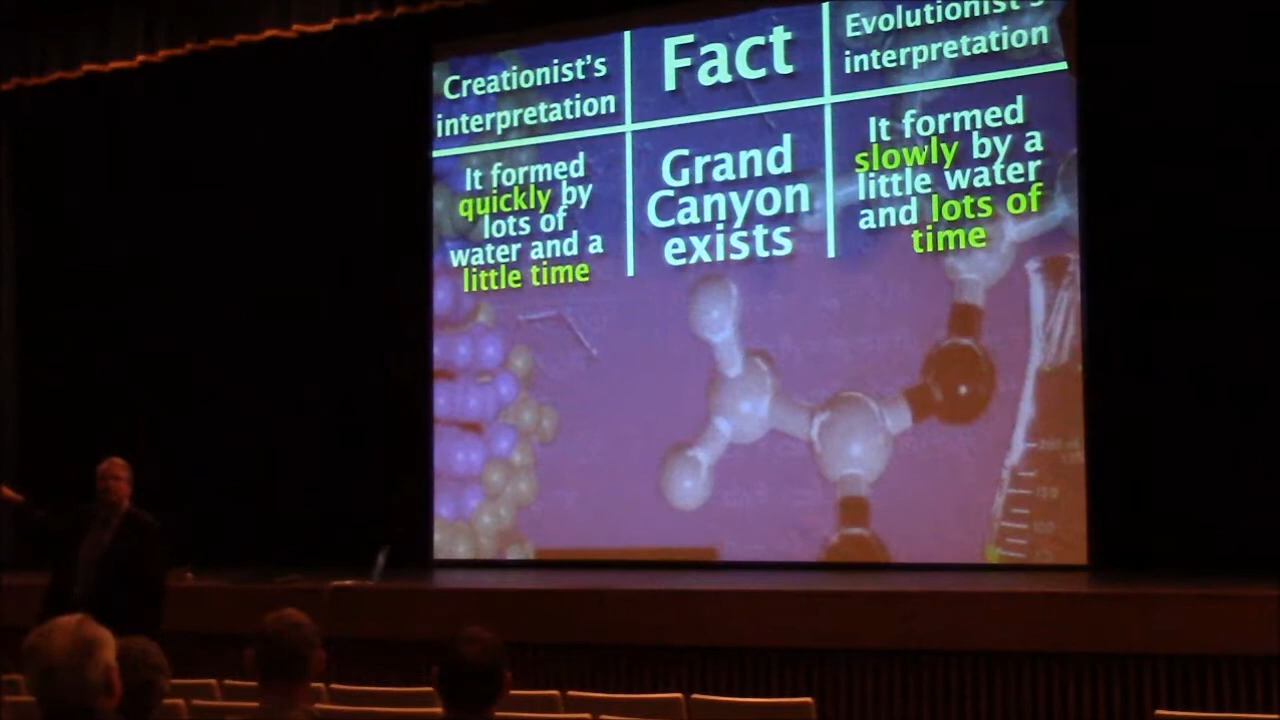 Creationist's
interpretation
It formed
quickly by
lots of
water and a
little time
Fact
Grand
Canyon
exists
Evolutionist's
interpretation
It formed
slowly by a
little water
and lots of
time